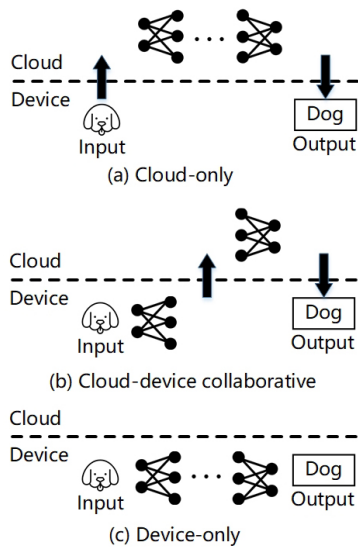 Cloud
Device
Dog
Input
Output
(a) Cloud-only
Cloud
Device
Dog
Input
Output
(b) Cloud-device collaborative
Cloud
Device
Dog
Input
Output
(c) Device-only